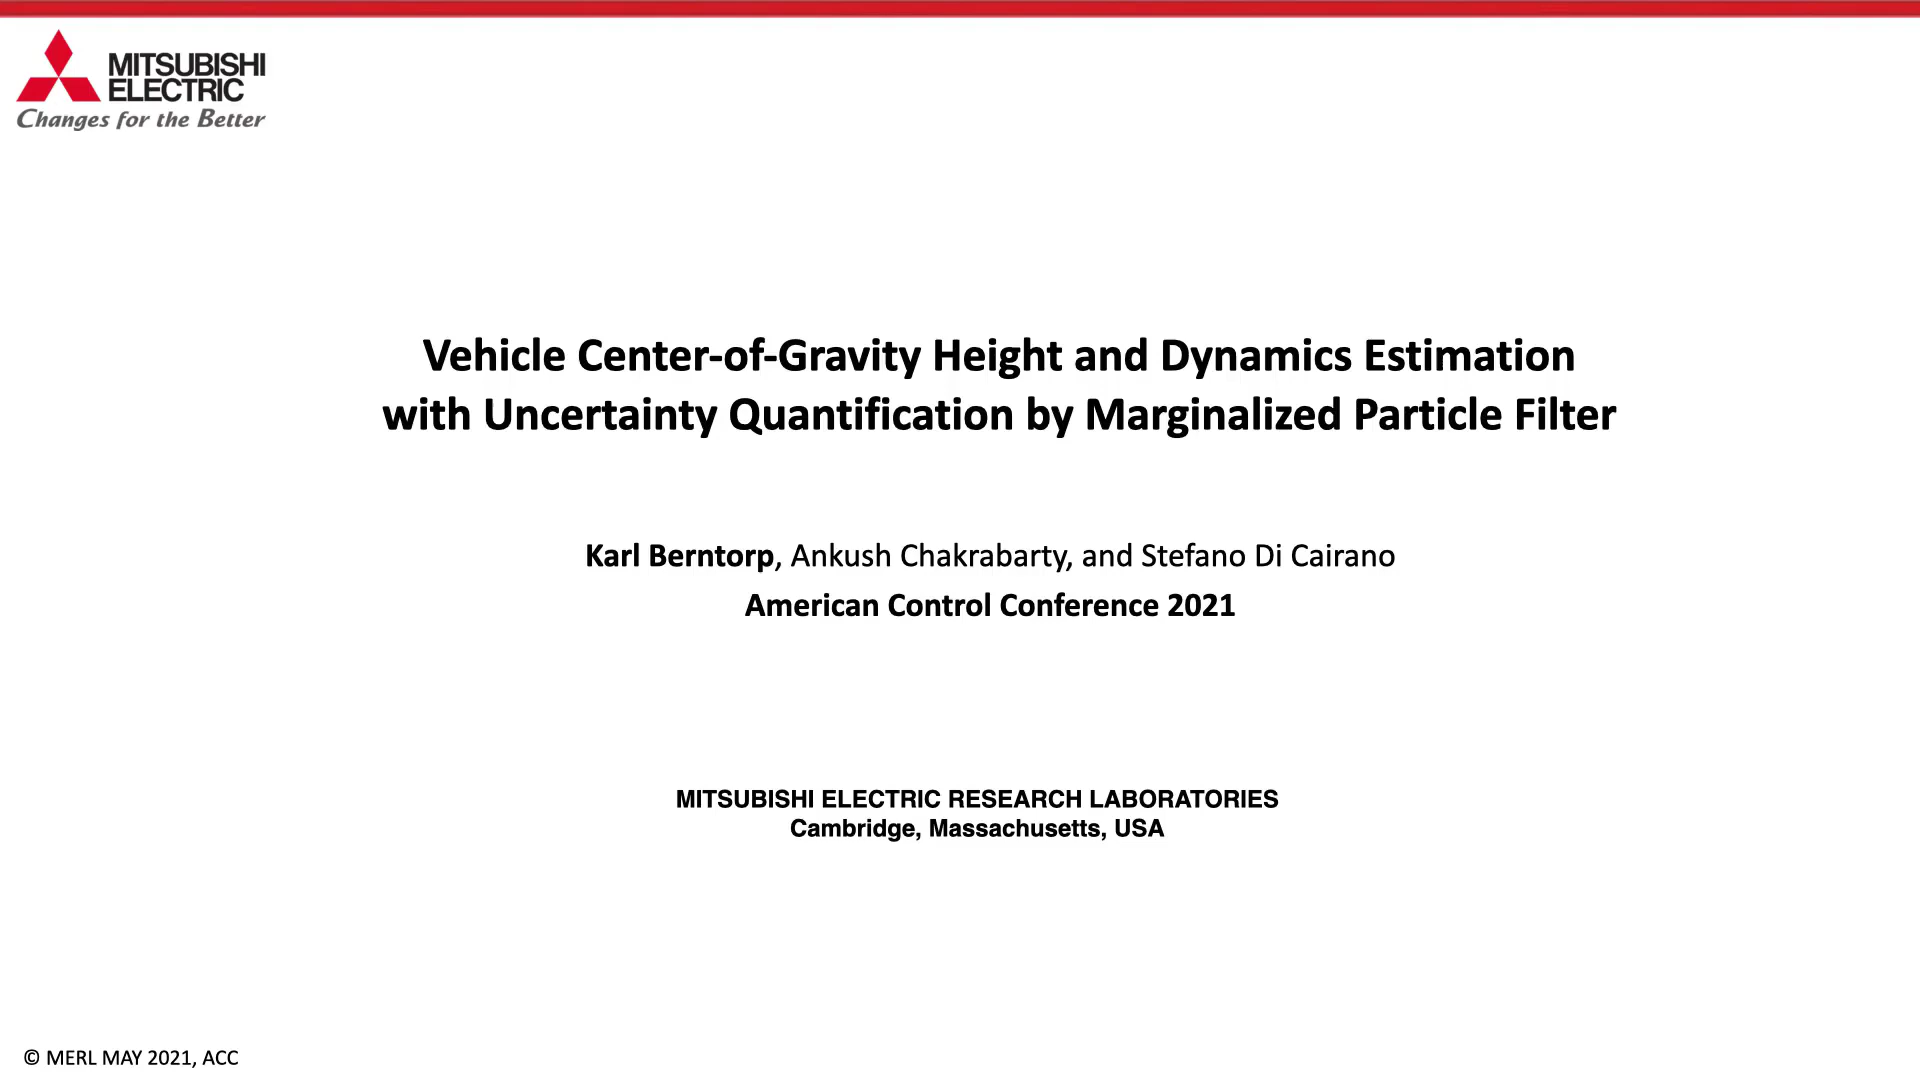 MITSUBISHI
ELECTRIC
Changes for the Better
Vehicle Center-of-Gravity Height and Dynamics Estimation
with Uncertainty Quantification by Marginalized Particle Filter
Karl Berntorp, Ankush Chakrabarty, and Stefano Di Cairano
American Control Conference 2021
MITSUBISHI ELECTRIC RESEARCH LABORATORIES
Cambridge, Massachusetts, USA
© MERL MAY 2021, ACC